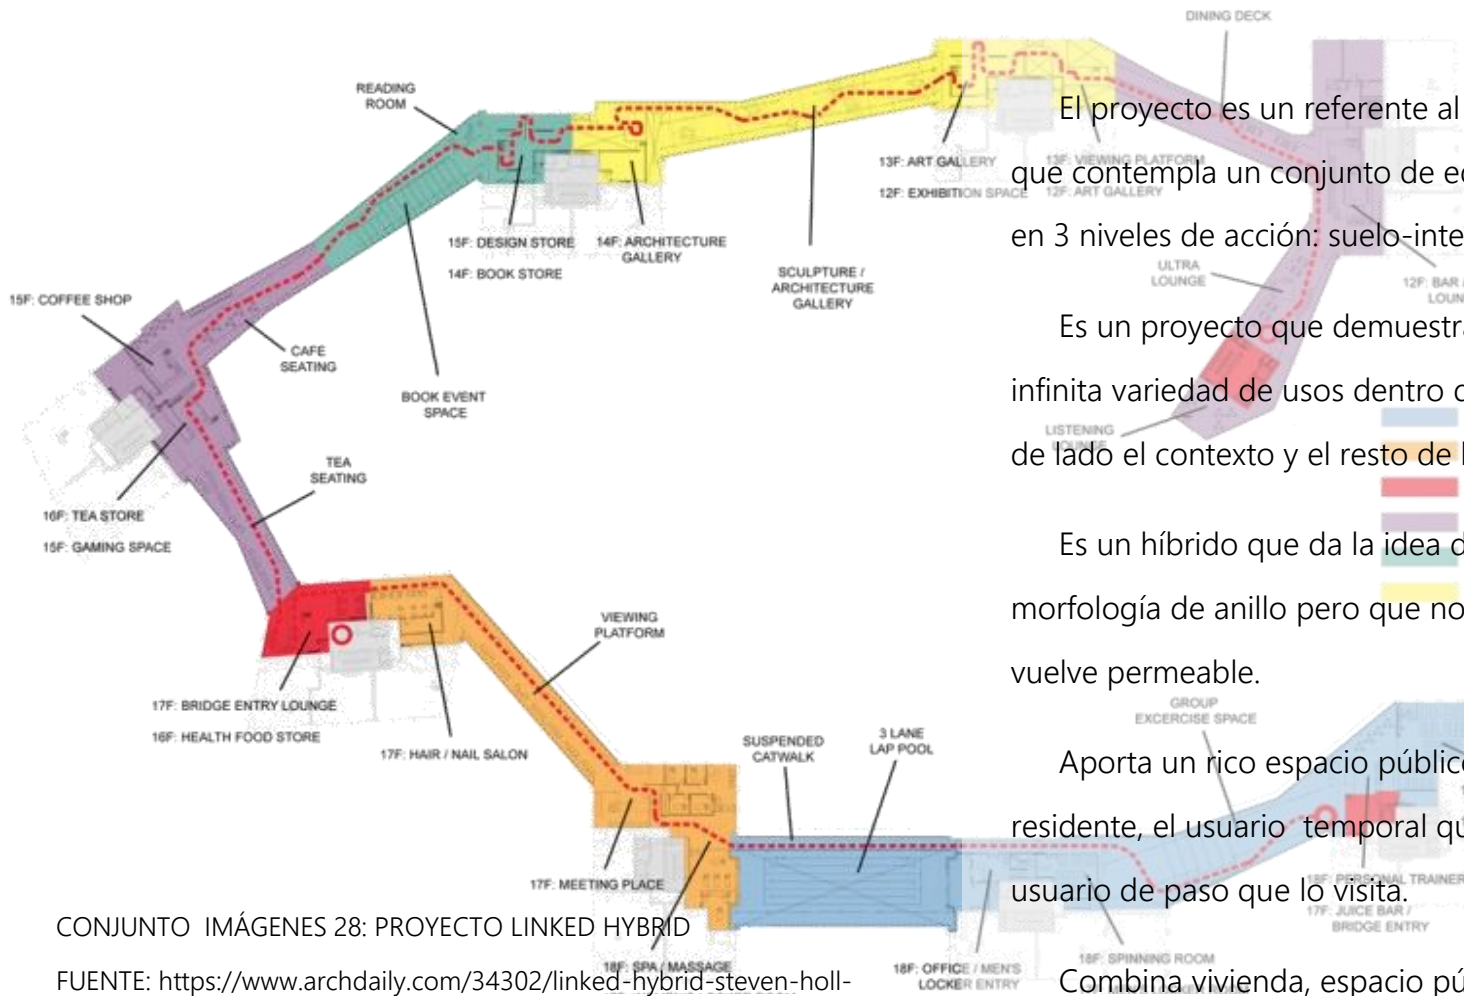 DINING DECK
READING
ROOM
13F: ART GALLERY
12F: EXHIBITION SPACE
13F: VIEWING PLATFORM
12F: ART GALLERY
15F: DESIGN STORE
14F: BOOK STORE
14F: ARCHITECTURE
GALLERY
SCULPTURE /
ARCHITECTURE
GALLERY
ULTRA
LOUNGE
12F: BAR /
15F: COFFEE SHOP
CAFE
SEATING
BOOK EVENT
SPACE
LISTENING
LOUNGE
TEA
SEATING
16F: TEA STORE
15F: GAMING SPACE
VIEWING
PLATFORM
17F: BRIDGE ENTRY LOUNGE
16F: HEALTH FOOD STORE
17F: HAIR / NAIL SALON
SUSPENDED
CATWALK
3 LANE
LAP POOL
GROUP
EXCERCISE SPACE
17F: MEETING PLACE
18F: PERSONAL TRAINER
17F: JUICE BAR /
BRIDGE ENTRY
18F: SPA / MASSAGE
18F: OFFICE / MEN'S
LOCKER ENTRY
18F: SPINNING ROOM
El proyecto es un referente al
que contempla un conjunto de
en 3 niveles de acción: suelo-inte
Es un proyecto que demuestra
infinita variedad de usos dentro
de lado el contexto y el resto de
Es un híbrido que da la idea
morfología de anillo pero que no
vuelve permeable.
Aporta un rico espacio público
residente, el usuario temporal
usuario de paso que lo visita.
Combina vivienda, espacio
CONJUNTO IMÁGENES 28: PROYECTO LINKED HYBRID
FUENTE: https://www.archdaily.com/34302/linked-hybrid-steven-holl-